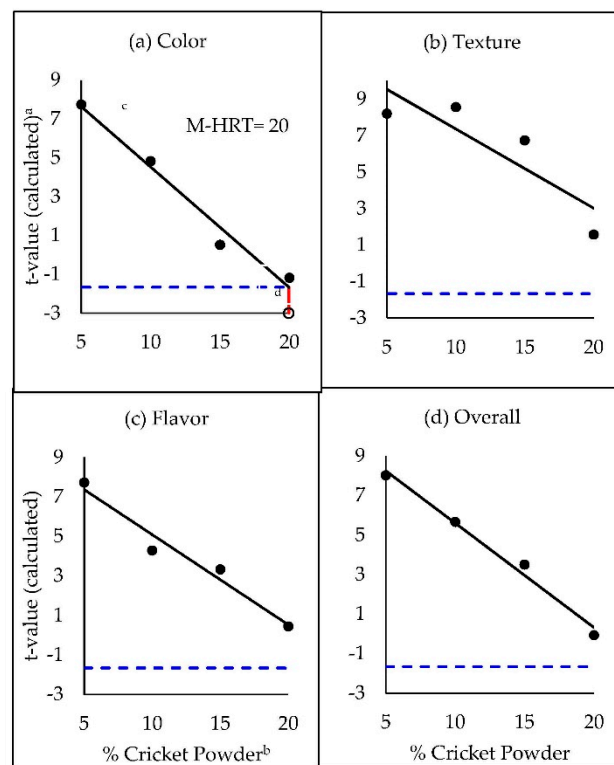 (a) Color
9
7
5
3
1
-1
-3
t-value (calculated)ᵃ
c
M-HRT= 20
d
5 10 15 20
(b) Texture
9
7
5
3
1
-1
-3
5 10 15 20
(c) Flavor
9
7
5
3
1
-1
-3
t-value (calculated)
5 10 15 20
% Cricket Powderᵇ
(d) Overall
9
7
5
3
1
-1
-3
5 10 15 20
% Cricket Powder